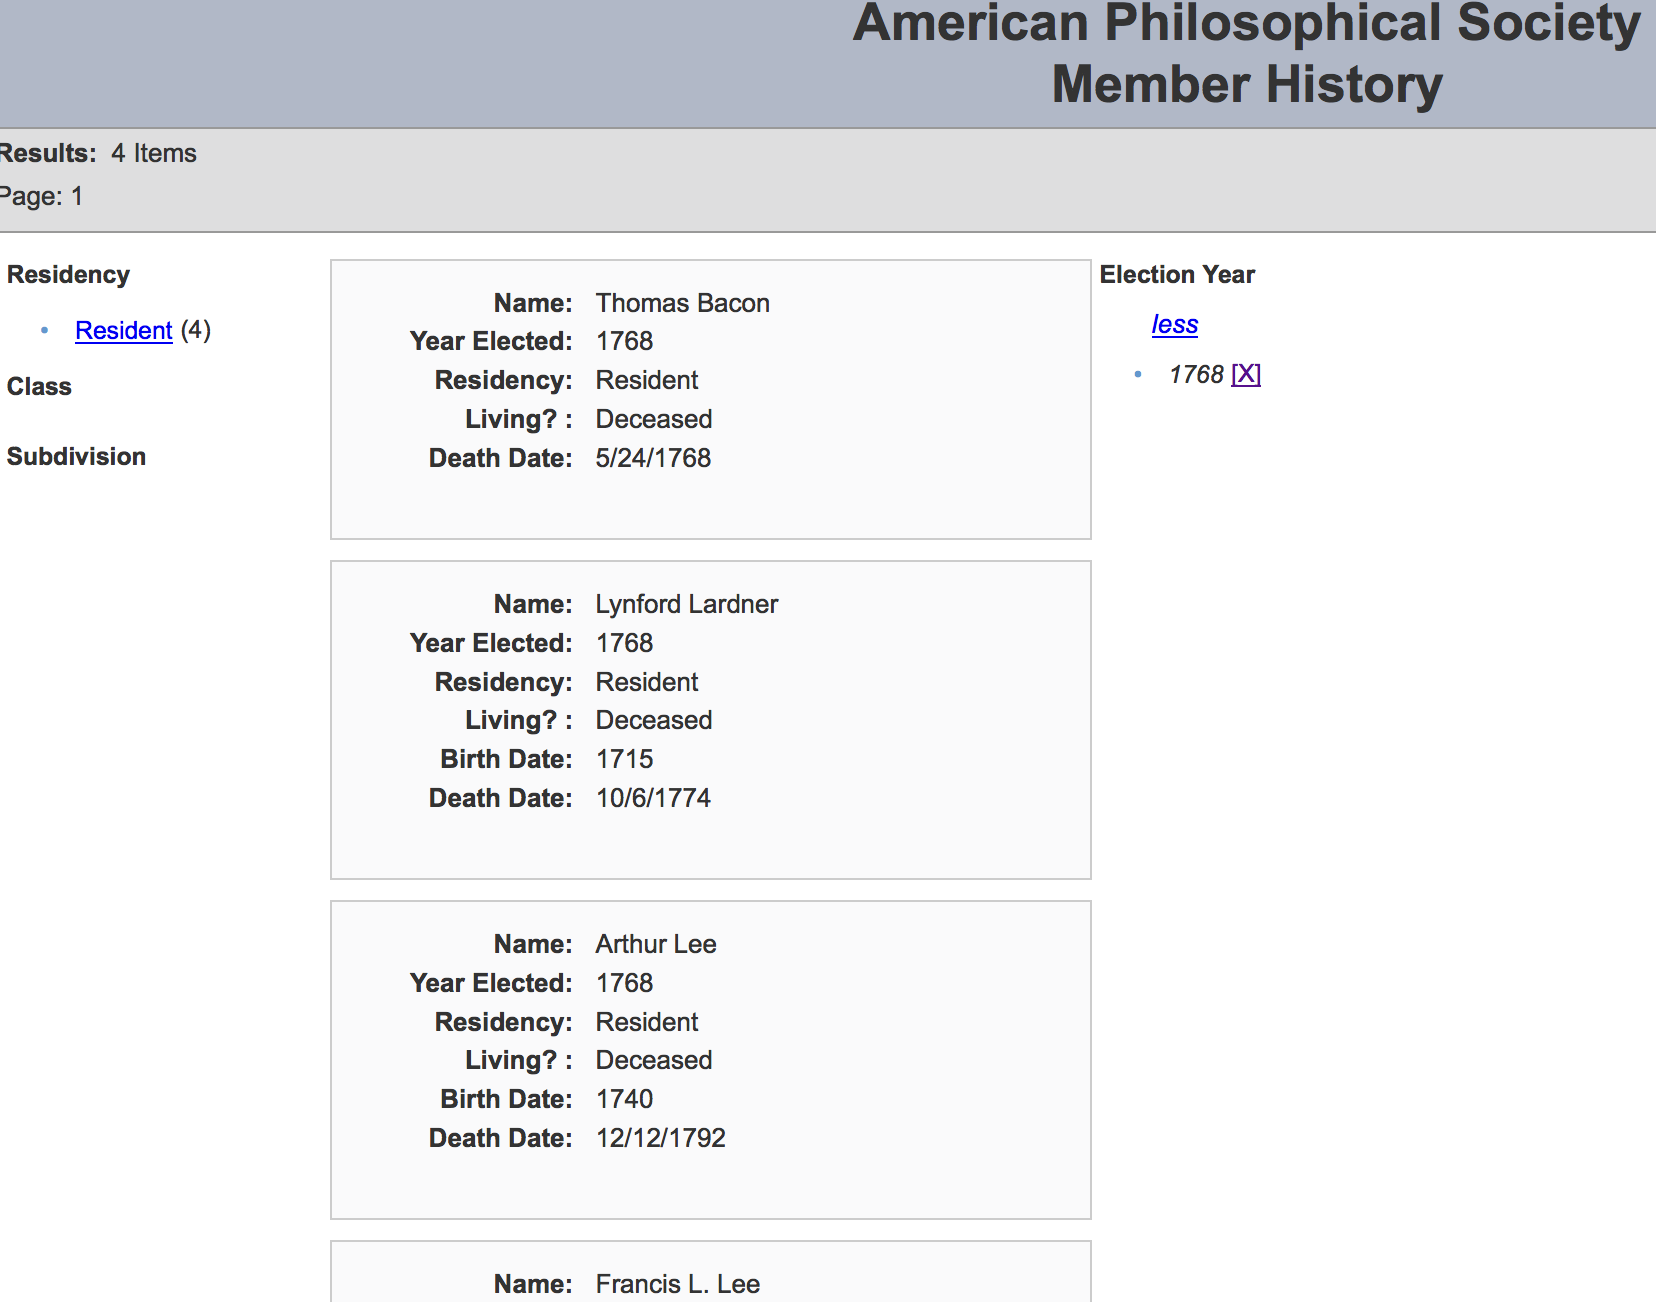 American Philosophical Society
Member History
Results: 4 Items
Page: 1
Residency
Resident (4)
Class
Subdivision
Name: Thomas Bacon
Year Elected: 1768
Residency: Resident
Living? : Deceased
Death Date: 5/24/1768
Name: Lynford Lardner
Year Elected: 1768
Residency: Resident
Living? : Deceased
Birth Date: 1715
Death Date: 10/6/1774
Name: Arthur Lee
Year Elected: 1768
Residency: Resident
Living? : Deceased
Birth Date: 1740
Death Date: 12/12/1792
Name: Francis L. Lee
Election Year
less
1768 [X]